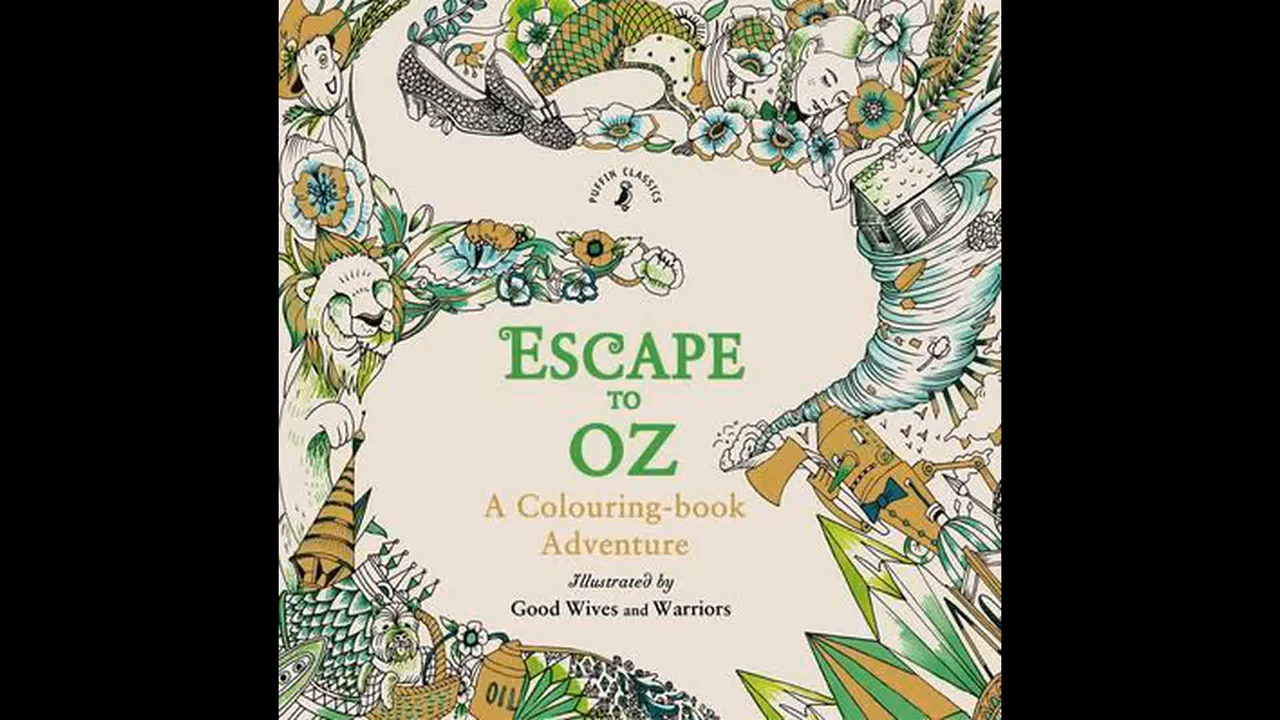 PUFFIN CLASSICS
ESCAPE
TO
OZ
A Colouring-book
Adventure
Illustrated by
Good Wives and Warriors
OIL